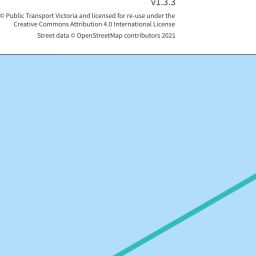 v1.3.3
© Public Transport Victoria and licensed for re-use under the
Creative Commons Attribution 4.0 International License
Street data © OpenStreetMap contributors 2021